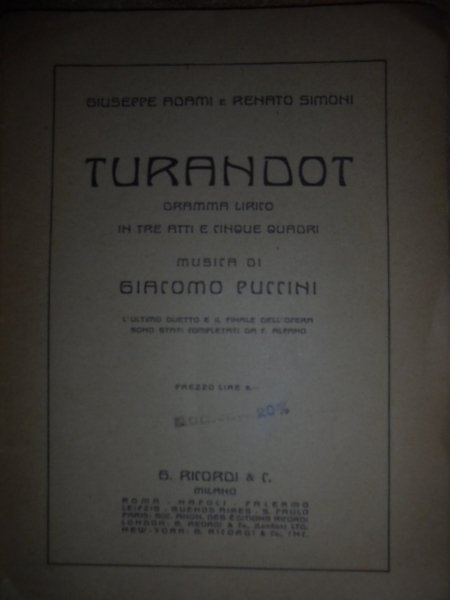 GIUSEPPE ADAMI E RENATO SIMONI
TURANDOT
DRAMMA LIRICO
IN TRE ATTI E CINQUE QUADRI
MUSICA DI
GIACOMO PUCCINI
L'ULTIMO DUETTO E IL FINALE DELL'OPERA
SONO STATI COMPLETATI DA F. ALFANO
PREZZO LIRE
20%
G. RICORDI & C.
MILANO
ROMA - NAPOLI - PALERMO
LEIPZIG - BUENOS AIRES - S. PAULO
PARIS: SOC. ANON. DES ÉDITIONS RICORDI
LONDON: G. RICORDI & Co., (London) LTD.
NEW-YORK: G. RICORDI & Co., INC.